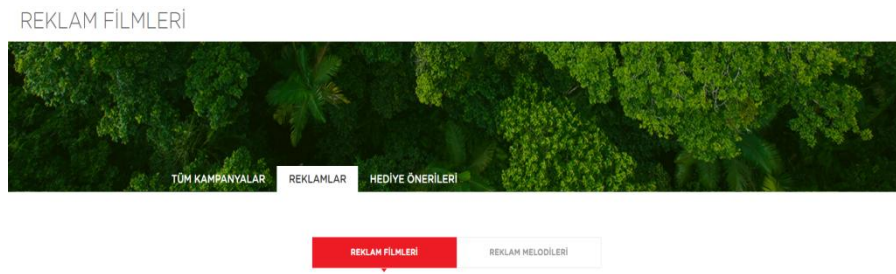 REKLAM FİLMLERİ
TÜM KAMPANYALAR REKLAMLAR HEDİYE ÖNERİLERİ
REKLAM FİLMLERİ REKLAM MELODİLERİ